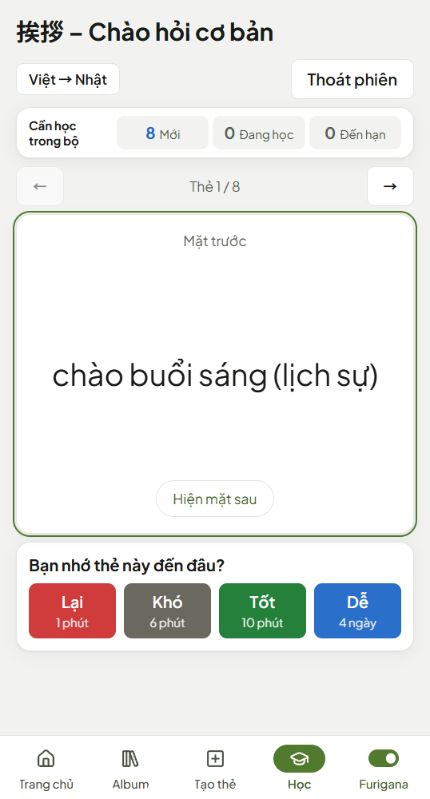 挨拶 – Chào hỏi cơ bản
Việt → Nhật
Thoát phiên
Cần học
trong bộ
8 Mới
0 Đang học
0 Đến hạn
←
Thẻ 1 / 8
→
Mặt trước
chào buổi sáng (lịch sự)
Hiện mặt sau
Bạn nhớ thẻ này đến đâu?
Lại
1 phút
Khó
6 phút
Tốt
10 phút
Dễ
4 ngày
Trang chủ
Album
Tạo thẻ
Học
Furigana